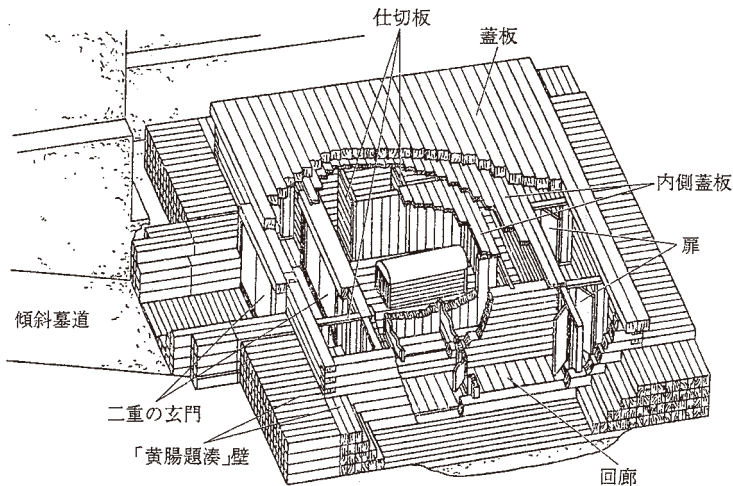 仕切板
蓋板
内側蓋板
扉
傾斜墓道
二重の玄門
「黄腸題湊」壁
回廊